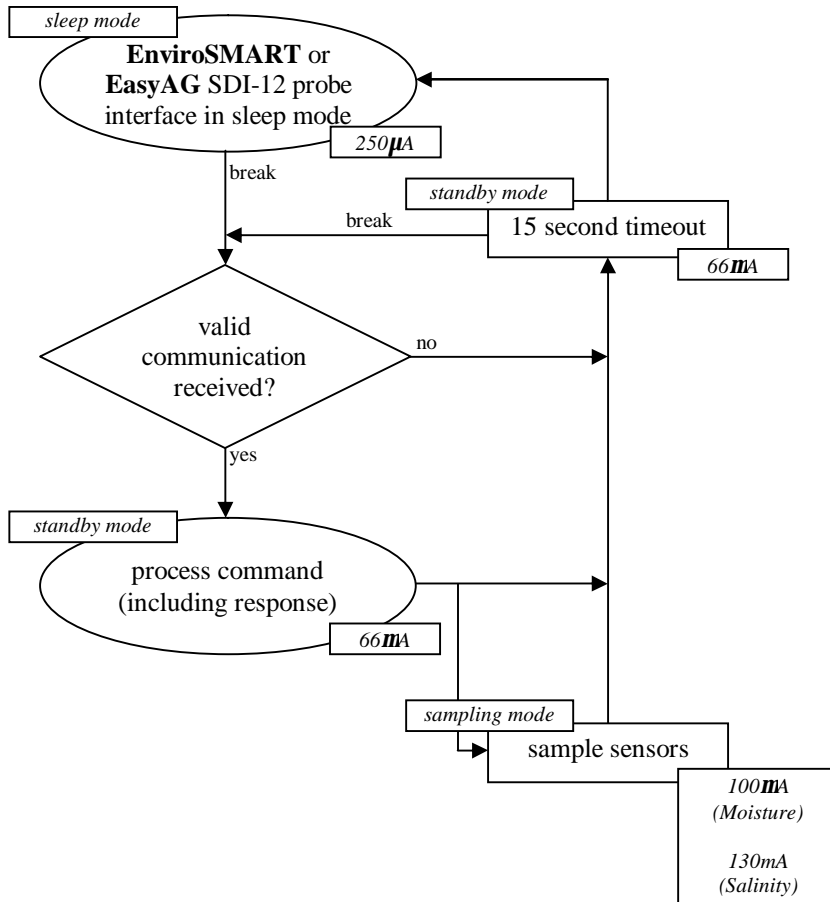 sleep mode
EnviroSMART or
EasyAG SDI-12 probe
interface in sleep mode
250µA
break
standby mode
15 second timeout
66mA
break
valid
communication
received?
no
yes
standby mode
process command
(including response)
66mA
sampling mode
sample sensors
100mA
(Moisture)
130mA
(Salinity)